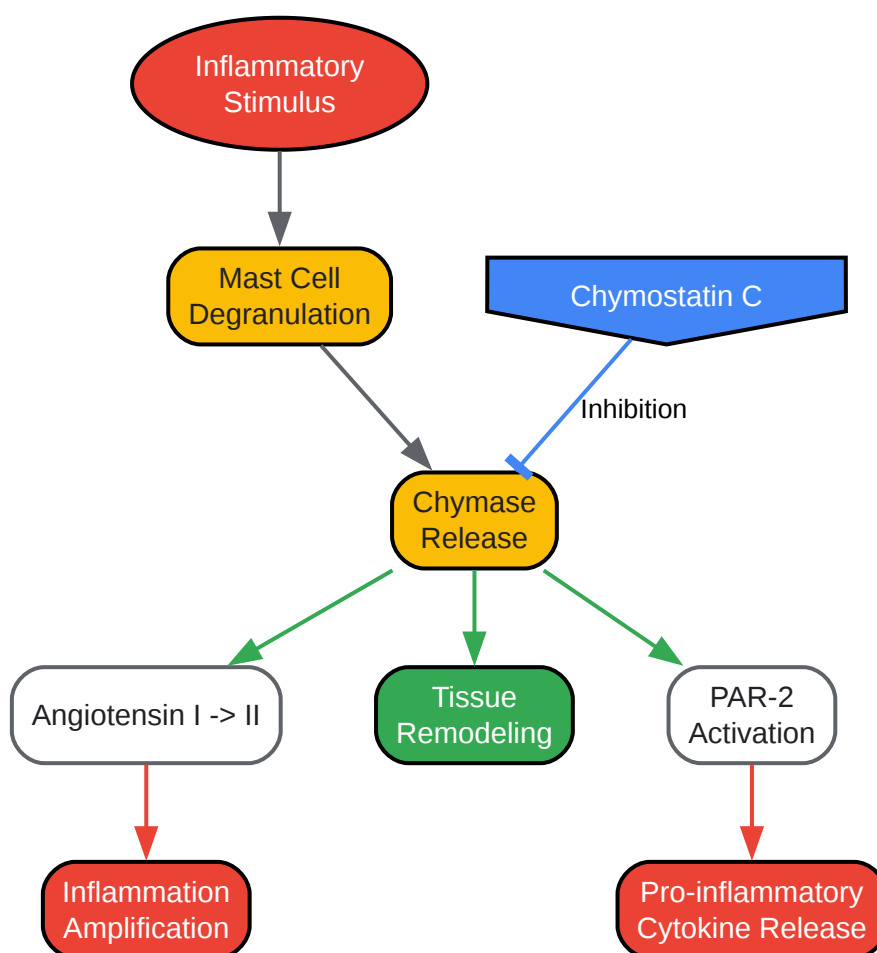 Inflammatory
Stimulus
Mast Cell
Degranulation
Chymostatin C
Inhibition
Chymase
Release
Angiotensin I -> II
Tissue
Remodeling
PAR-2
Activation
Inflammation
Amplification
Pro-inflammatory
Cytokine Release